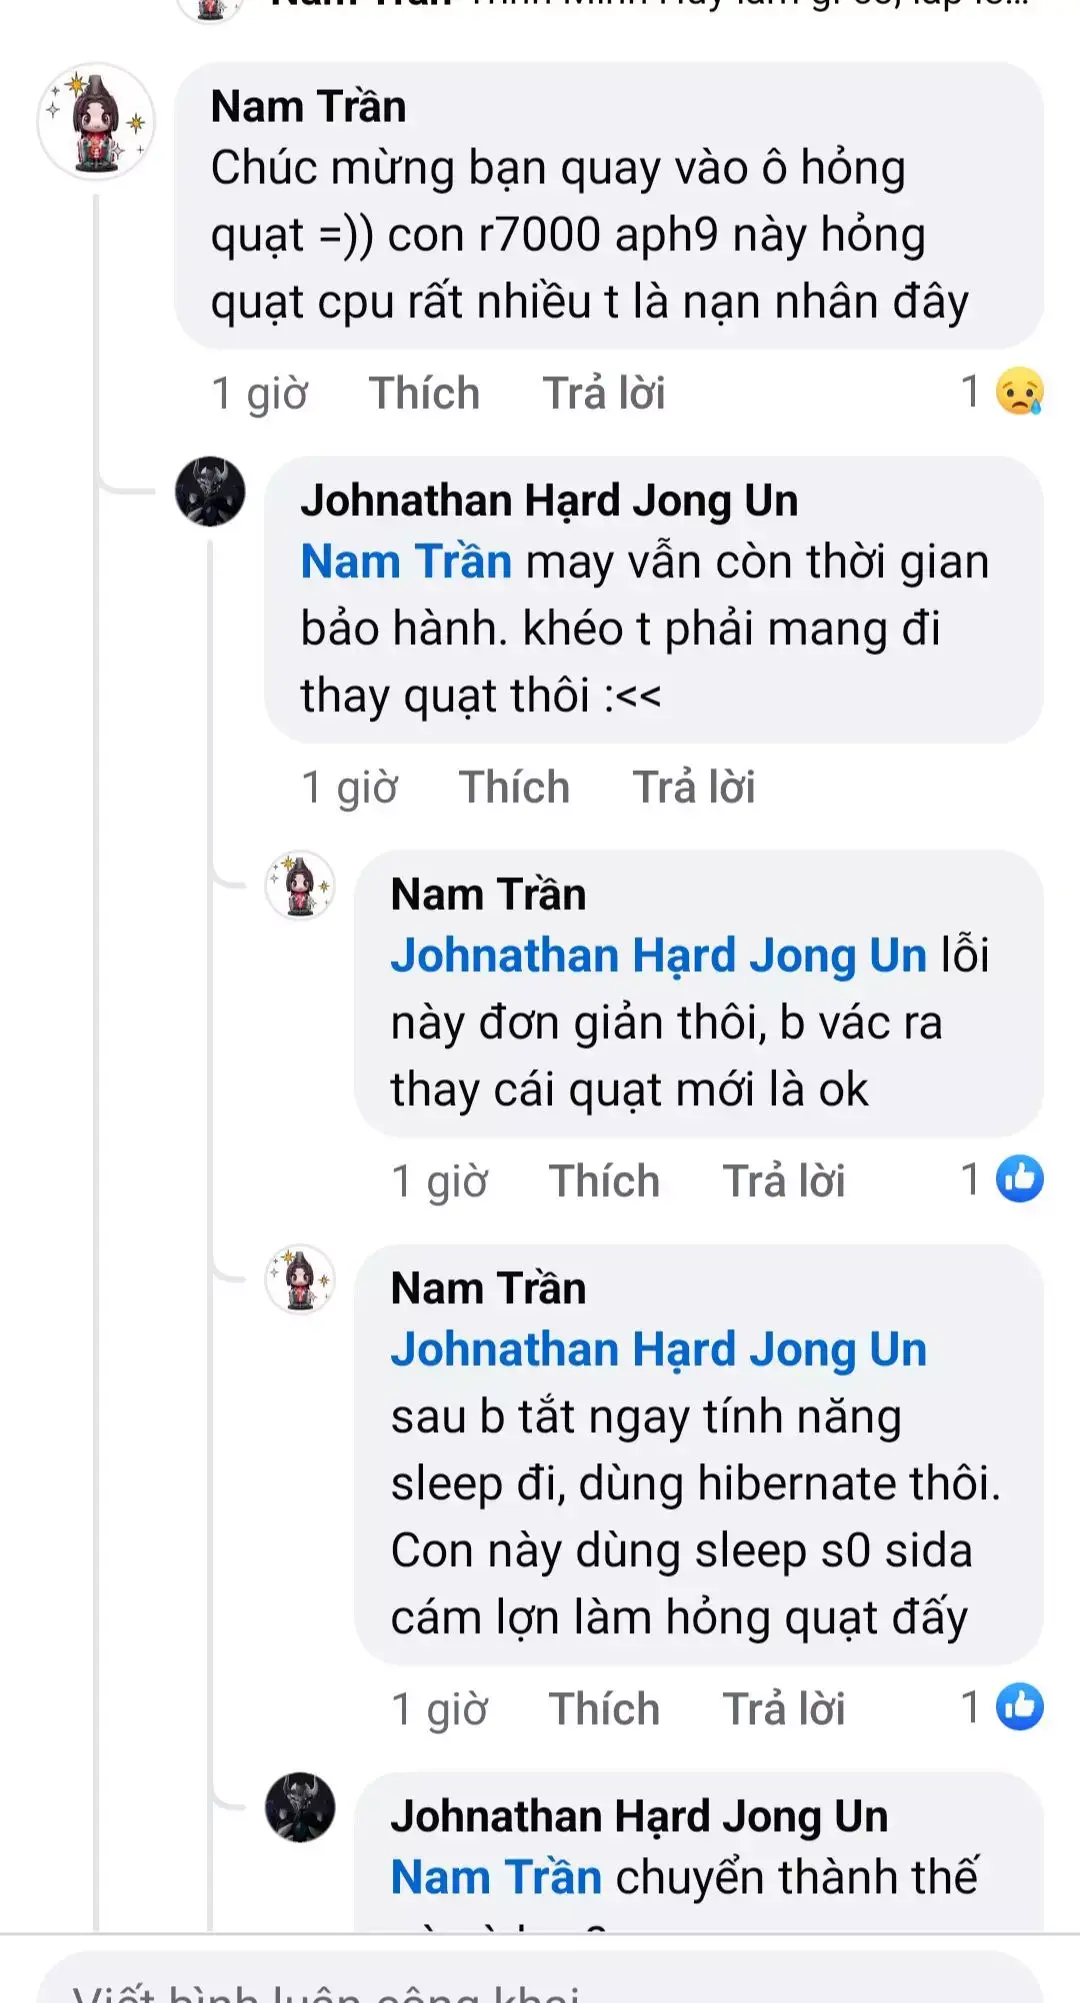 Nam Trần
Chúc mừng bạn quay vào ô hỏng
quạt =)) con r7000 aph9 này hỏng
quạt cpu rất nhiều t là nạn nhân đây
1 giờ Thích Trả lời 1
Johnathan Hạrd Jong Un
Nam Trần may vẫn còn thời gian
bảo hành. khéo t phải mang đi
thay quạt thôi :<<
1 giờ Thích Trả lời
Nam Trần
Johnathan Hạrd Jong Un lỗi
này đơn giản thôi, b vác ra
thay cái quạt mới là ok
1 giờ Thích Trả lời 1
Nam Trần
Johnathan Hạrd Jong Un
sau b tắt ngay tính năng
sleep đi, dùng hibernate thôi.
Con này dùng sleep s0 sida
cám lợn làm hỏng quạt đấy
1 giờ Thích Trả lời 1
Johnathan Hạrd Jong Un
Nam Trần chuyển thành thế
Viết bình luận công khai